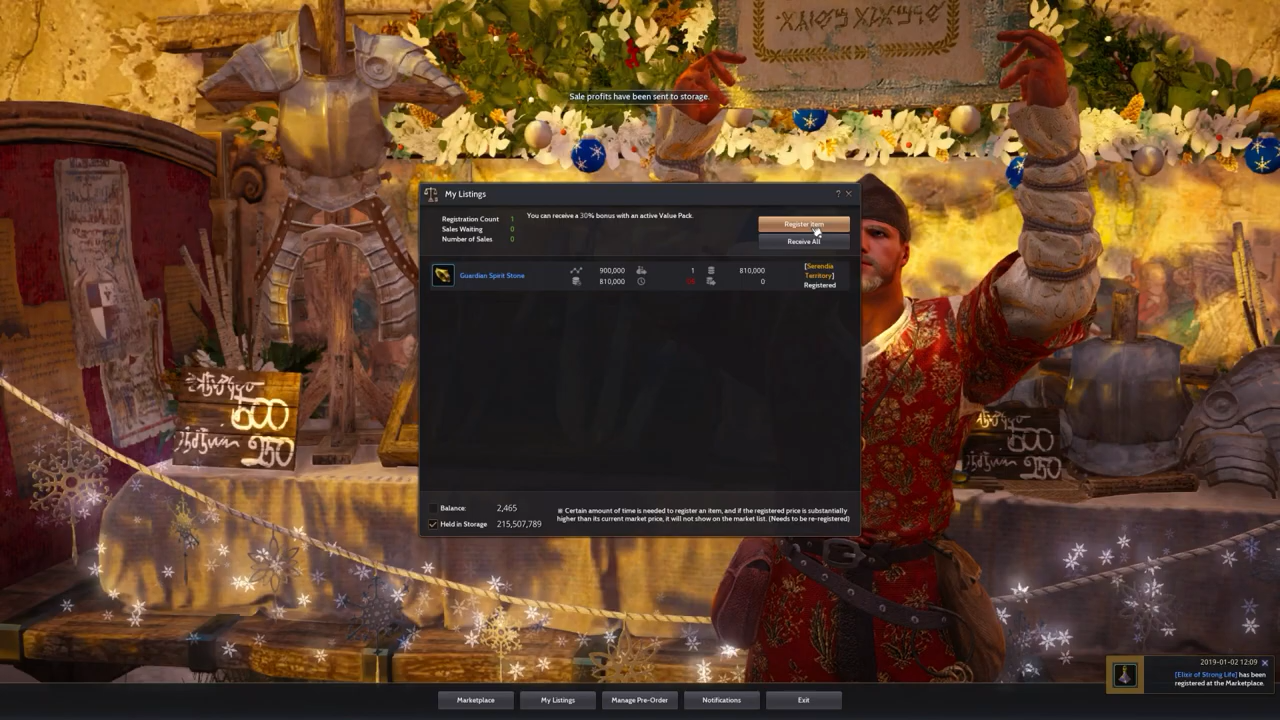 Sale profits have been sent to storage.
My Listings
?
Registration Count 1
You can receive a 30% bonus with an active Value Pack.
Register Item
Sales Waiting 0
Number of Sales 0
Receive All
Guardian Spirit Stone
900,000 1 810,000
810,000 0
[Serendia
Territory]
Registered
600
250
600
250
Balance: 2,465
Held in Storage 215,507,789
※ Certain amount of time is needed to register an item, and if the registered price is substantially
higher than its current market price, it will not show on the market list. (Needs to be re-registered)
2019-01-02 12:09
[Elixir of Strong Life] has been
registered at the Marketplace.
Marketplace
My Listings
Manage Pre-Order
Notifications
Exit